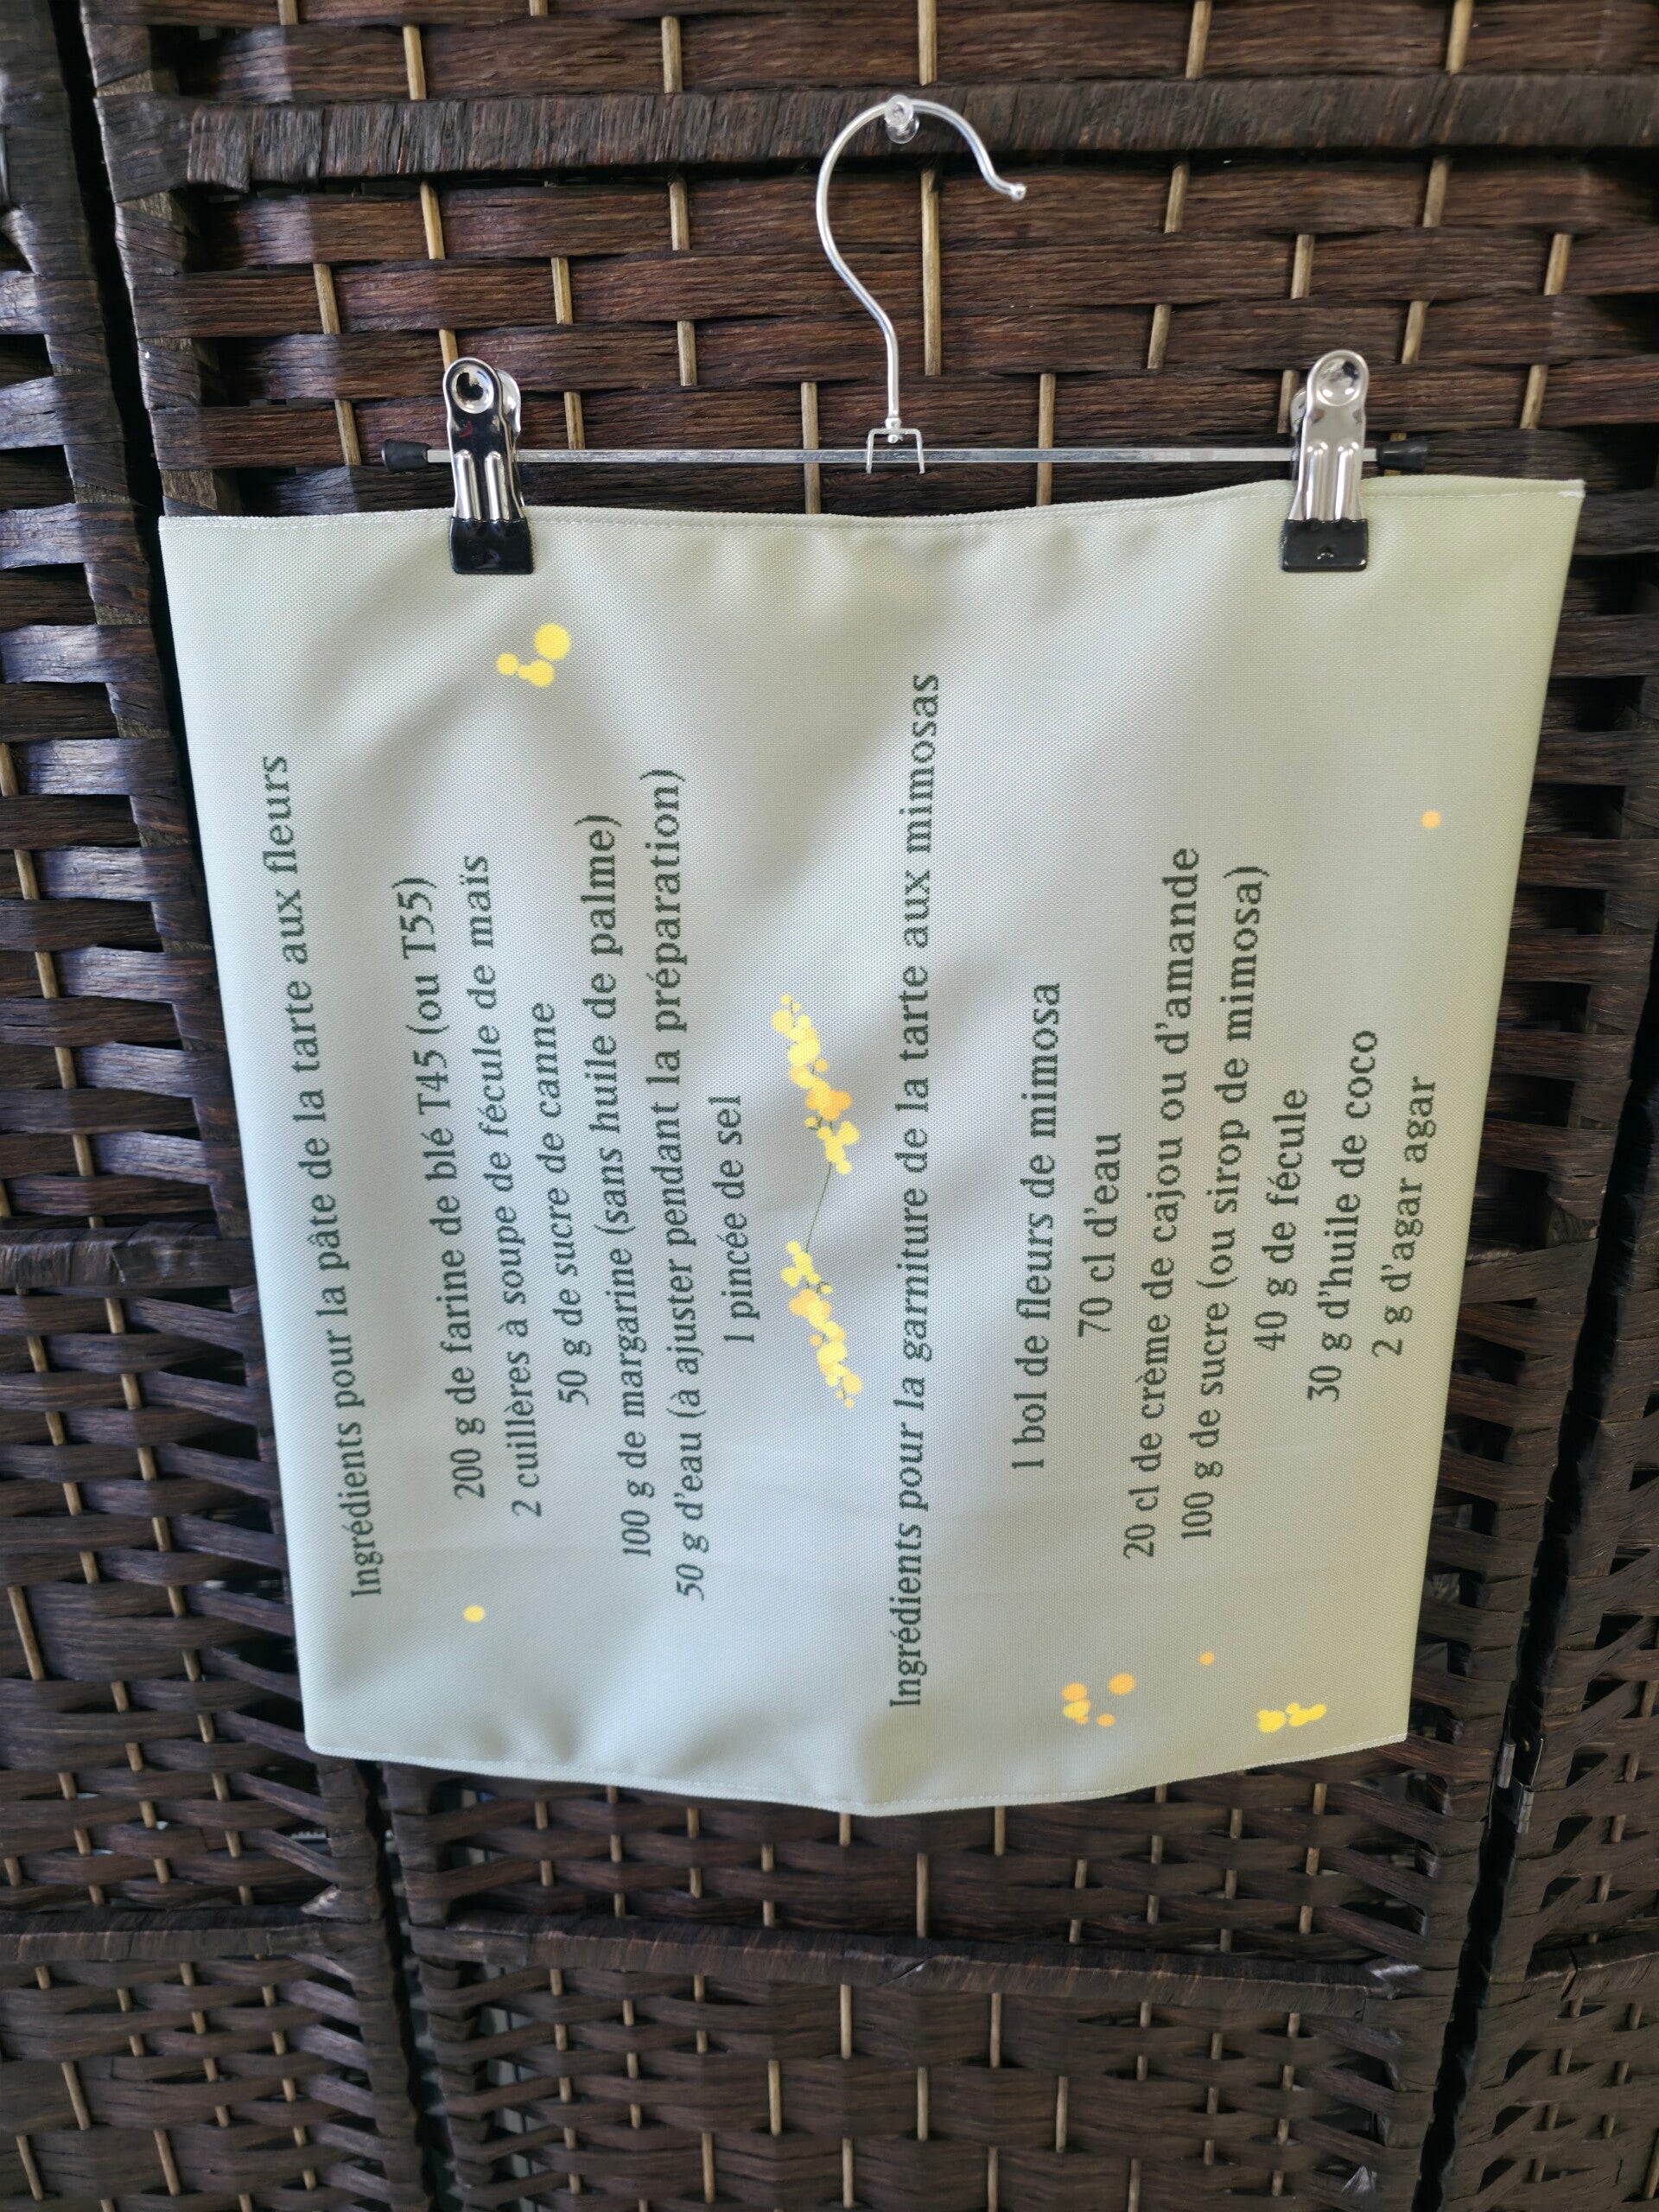 Ingrédients pour la pâte de la tarte aux fleurs
200 g de farine de blé T45 (ou T55)
2 cuillères à soupe de fécule de maïs
50 g de sucre de canne
100 g de margarine (sans huile de palme)
50 g d'eau (à ajuster pendant la préparation)
1 pincée de sel
Ingrédients pour la garniture de la tarte aux mimosas
1 bol de fleurs de mimosa
70 cl d'eau
20 cl de crème de cajou ou d'amande
100 g de sucre (ou sirop de mimosa)
40 g de fécule
30 g d'huile de coco
2 g d'agar agar